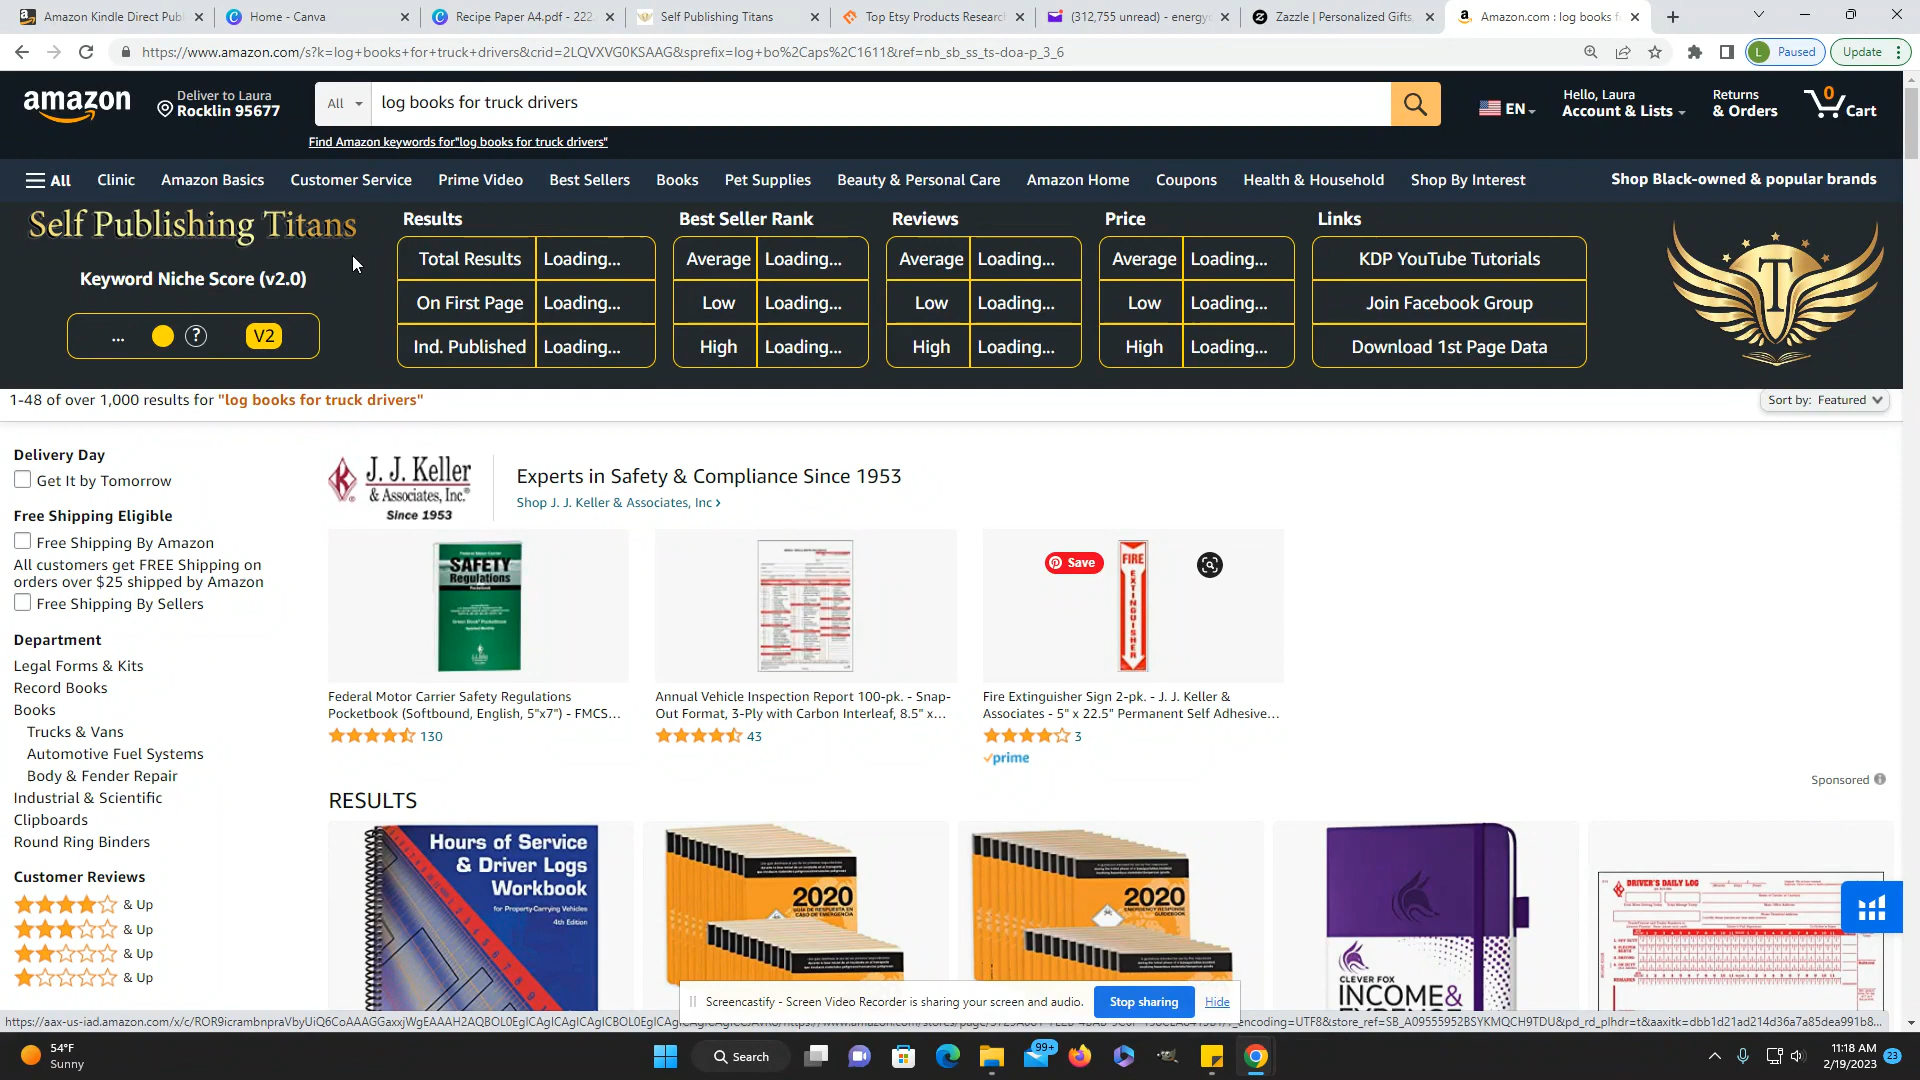 Amazon Kindle Direct Publ
Home - Canva
Recipe Paper A4.pdf - 222.
Self Publishing Titans
Top Etsy Products Researc
(312,755 unread) - energyc
Zazzle | Personalized Gifts,
Amazon.com : log books f
https://www.amazon.com/s?k=log+books+for+truck+drivers&crid=2LQVXVG0KSAAG&sprefix=log+bo%2Caps%2C1611&ref=nb_sb_ss_ts-doa-p_3_6
L Paused
Update
amazon
Deliver to Laura
Rocklin 95677
All
log books for truck drivers
EN
Hello, Laura
Account & Lists
Returns
& Orders
0
Cart
Find Amazon keywords for"log books for truck drivers"
All Clinic Amazon Basics Customer Service Prime Video Best Sellers Books Pet Supplies Beauty & Personal Care Amazon Home Coupons Health & Household Shop By Interest
Shop Black-owned & popular brands
Self Publishing Titans
Keyword Niche Score (v2.0)
... ? V2
Results
Total Results Loading...
On First Page Loading...
Ind. Published Loading...
Best Seller Rank
Average Loading...
Low Loading...
High Loading...
Reviews
Average Loading...
Low Loading...
High Loading...
Price
Average Loading...
Low Loading...
High Loading...
Links
KDP YouTube Tutorials
Join Facebook Group
Download 1st Page Data
T
1-48 of over 1,000 results for "log books for truck drivers"
Sort by: Featured
Delivery Day
Get It by Tomorrow
Free Shipping Eligible
Free Shipping By Amazon
All customers get FREE Shipping on
orders over $25 shipped by Amazon
Free Shipping By Sellers
Department
Legal Forms & Kits
Record Books
Books
Trucks & Vans
Automotive Fuel Systems
Body & Fender Repair
Industrial & Scientific
Clipboards
Round Ring Binders
Customer Reviews
& Up
& Up
& Up
& Up
J. J. Keller
& Associates, Inc.®
Since 1953
Experts in Safety & Compliance Since 1953
Shop J. J. Keller & Associates, Inc ›
SAFETY
Regulations
FIRE
EXTINGUISHER
Save
Federal Motor Carrier Safety Regulations
Pocketbook (Softbound, English, 5"x7") - FMCS...
130
Annual Vehicle Inspection Report 100-pk. - Snap-
Out Format, 3-Ply with Carbon Interleaf, 8.5" x...
43
Fire Extinguisher Sign 2-pk. - J. J. Keller &
Associates - 5" x 22.5" Permanent Self Adhesive...
3
prime
Sponsored
RESULTS
Hours of Service
& Driver Logs
Workbook
for Property-Carrying Vehicles
4th Edition
2020
GUÍA DE RESPUESTA EN
CASO DE EMERGENCIA
2020
EMERGENCY RESPONSE
GUIDEBOOK
CLEVER FOX
INCOME&
DRIVER'S DAILY LOG
REMARKS
Screencastify - Screen Video Recorder is sharing your screen and audio.
Stop sharing
Hide
54°F
Sunny
Search
99+
11:18 AM
2/19/2023
23